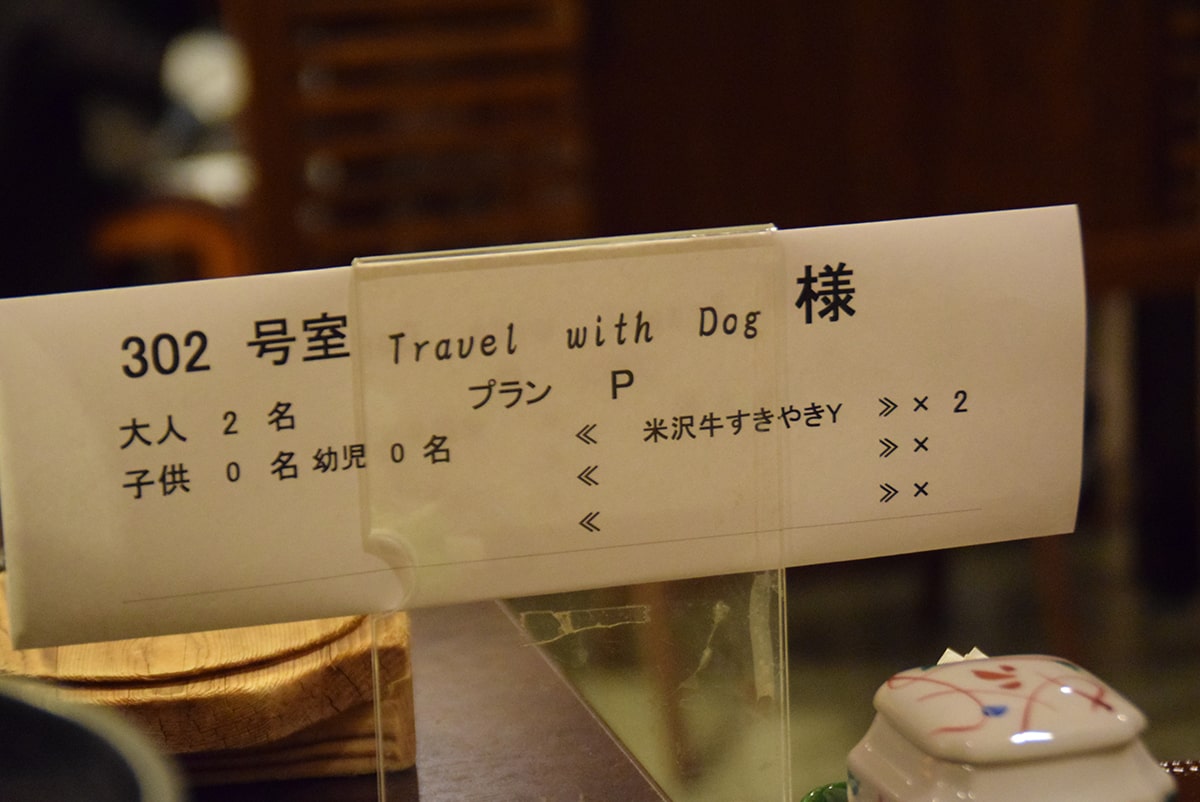 302 号室 Travel with Dog 様
プラン P
大人 2 名 ≪ 米沢牛すきやきY ≫ × 2
子供 0 名 幼児 0 名 ≪ ≫ ×
≪ ≫ ×